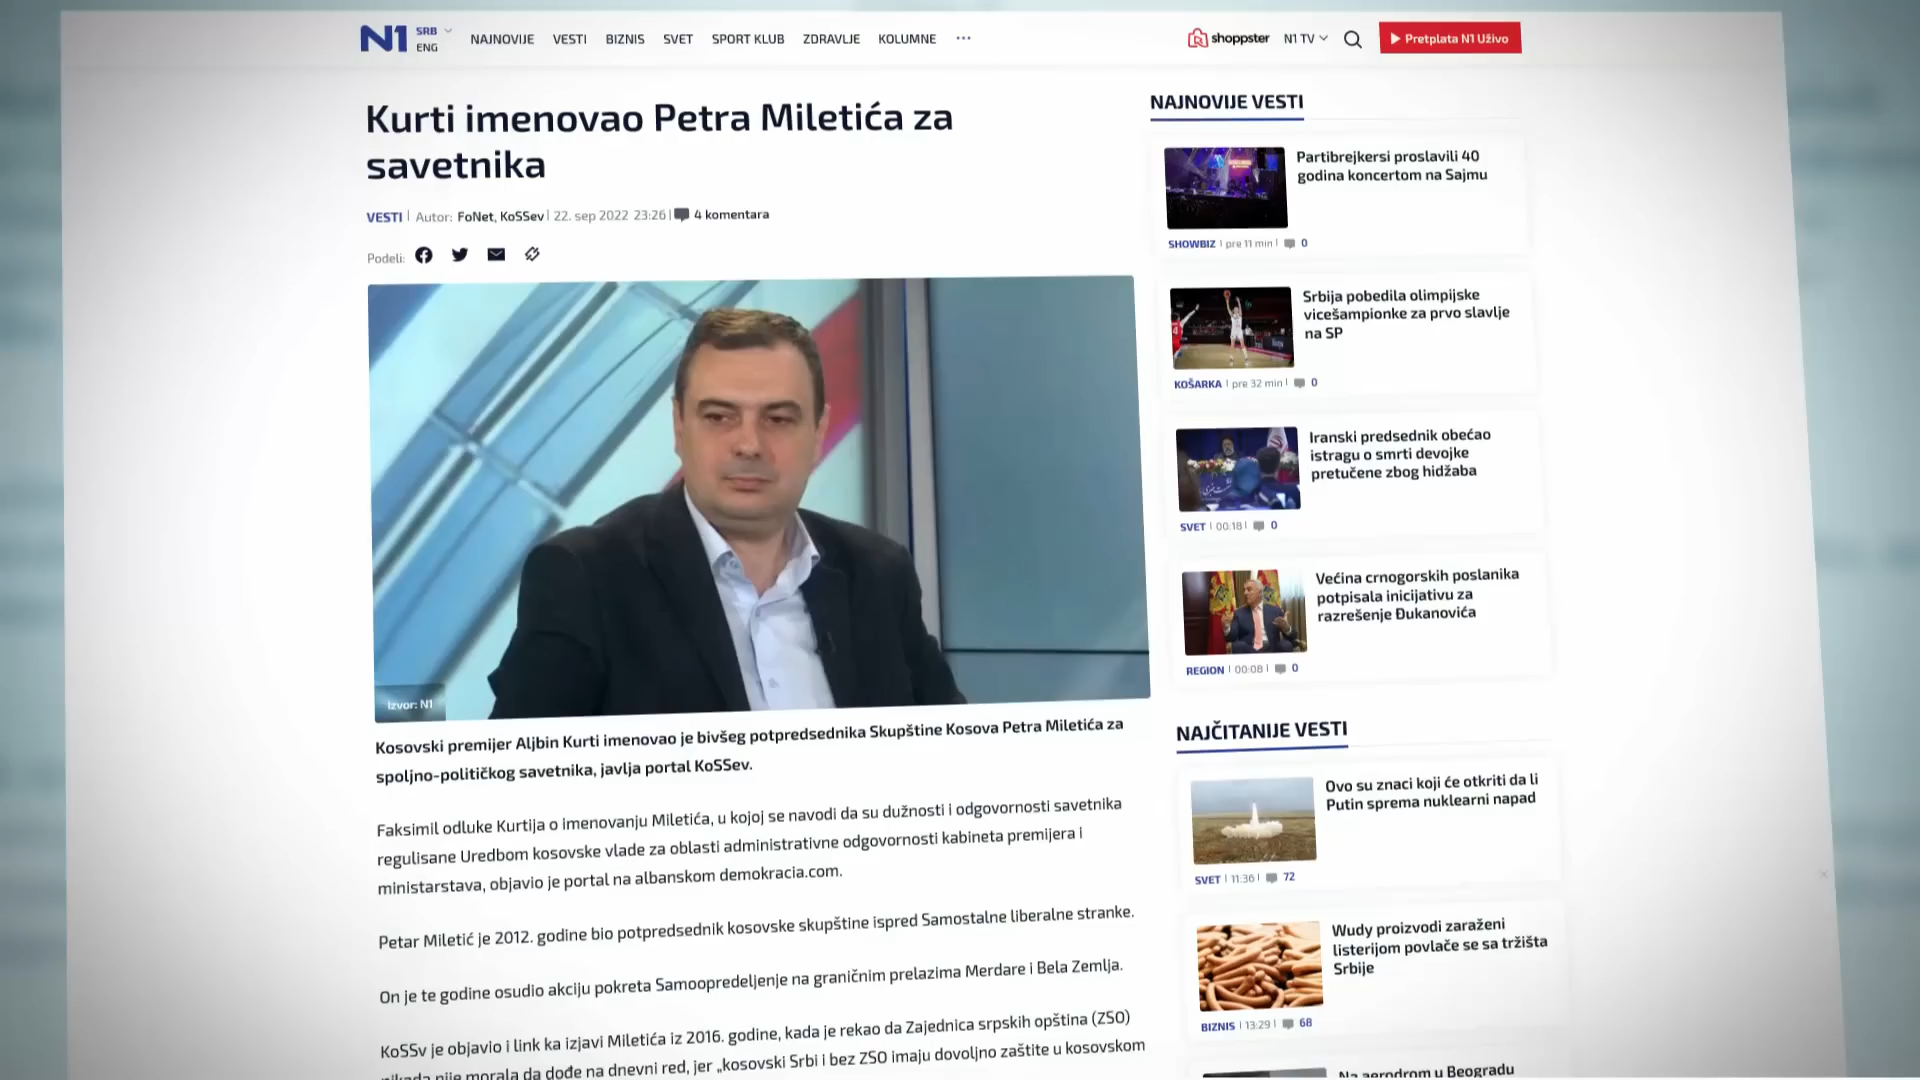 N1
SRB
ENG
NAJNOVIJE VESTI BIZNIS SVET SPORT KLUB ZDRAVLJE KOLUMNE ...
shoppster N1 TV Pretplata N1 Uživo
Kurti imenovao Petra Miletića za
savetnika
VESTI | Autor: FoNet, KoSSev | 22. sep 2022 23:26 | 4 komentara
Podeli:
Izvor: N1
Kosovski premijer Aljbin Kurti imenovao je bivšeg potpredsednika Skupštine Kosova Petra Miletića za
spoljno-političkog savetnika, javlja portal KoSSev.
Faksimil odluke Kurtija o imenovanju Miletića, u kojoj se navodi da su dužnosti i odgovornosti savetnika
regulisane Uredbom kosovske vlade za oblasti administrativne odgovornosti kabineta premijera i
ministarstava, objavio je portal na albanskom demokracia.com.
Petar Miletić je 2012. godine bio potpredsednik kosovske skupštine ispred Samostalne liberalne stranke.
On je te godine osudio akciju pokreta Samoopredeljenje na graničnim prelazima Merdare i Bela Zemlja.
KoSSv je objavio i link ka izjavi Miletića iz 2016. godine, kada je rekao da Zajednica srpskih opština (ZSO)
nikada nije morala da dođe na dnevni red, jer „kosovski Srbi i bez ZSO imaju dovoljno zaštite u kosovskom
NAJNOVIJE VESTI
Partibrejkersi proslavili 40
godina koncertom na Sajmu
SHOWBIZ | pre 11 min | 0
Srbija pobedila olimpijske
vicešampionke za prvo slavlje
na SP
KOŠARKA | pre 32 min | 0
Iranski predsednik obećao
istragu o smrti devojke
pretučene zbog hidžaba
SVET | 00:18 | 0
Većina crnogorskih poslanika
potpisala inicijativu za
razrešenje Đukanovića
REGION | 00:08 | 0
NAJČITANIJE VESTI
Ovo su znaci koji će otkriti da li
Putin sprema nuklearni napad
SVET | 11:36 | 72
Wudy proizvodi zaraženi
listerijom povlače se sa tržišta
Srbije
BIZNIS | 13:29 | 68
Na aerodrom u Beogradu